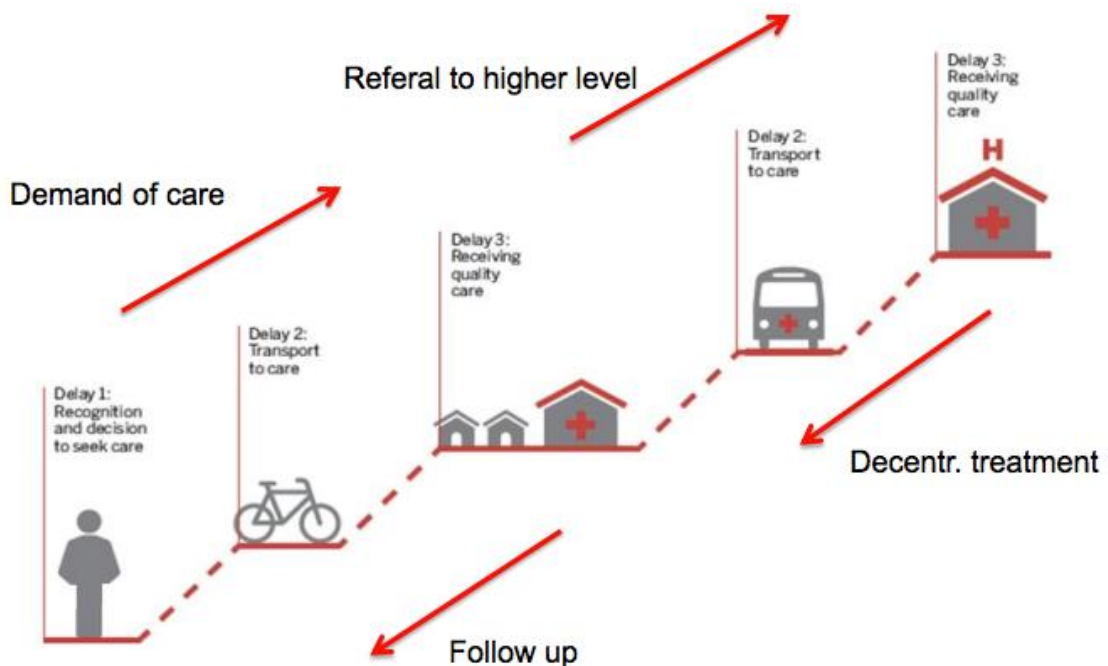 Referal to higher level
Delay 3:
Receiving
quality
care
H
Delay 2:
Transport
to care
Demand of care
Delay 3:
Receiving
quality
care
Delay 2:
Transport
to care
Delay 1:
Recognition
and decision
to seek care
Decentr. treatment
Follow up